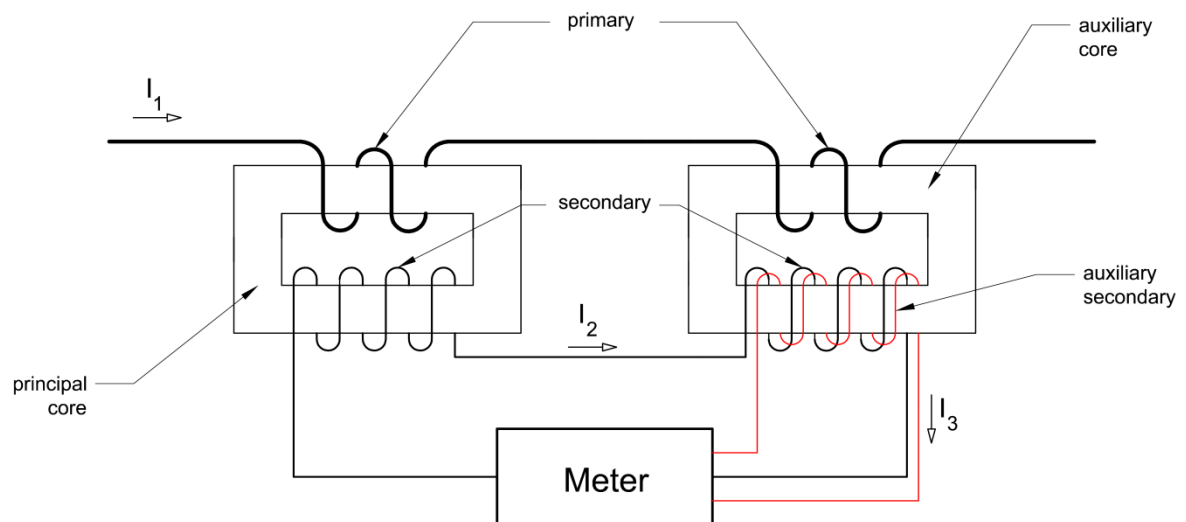 primary
auxiliary
core
I1
secondary
auxiliary
secondary
I2
principal
core
I3
Meter